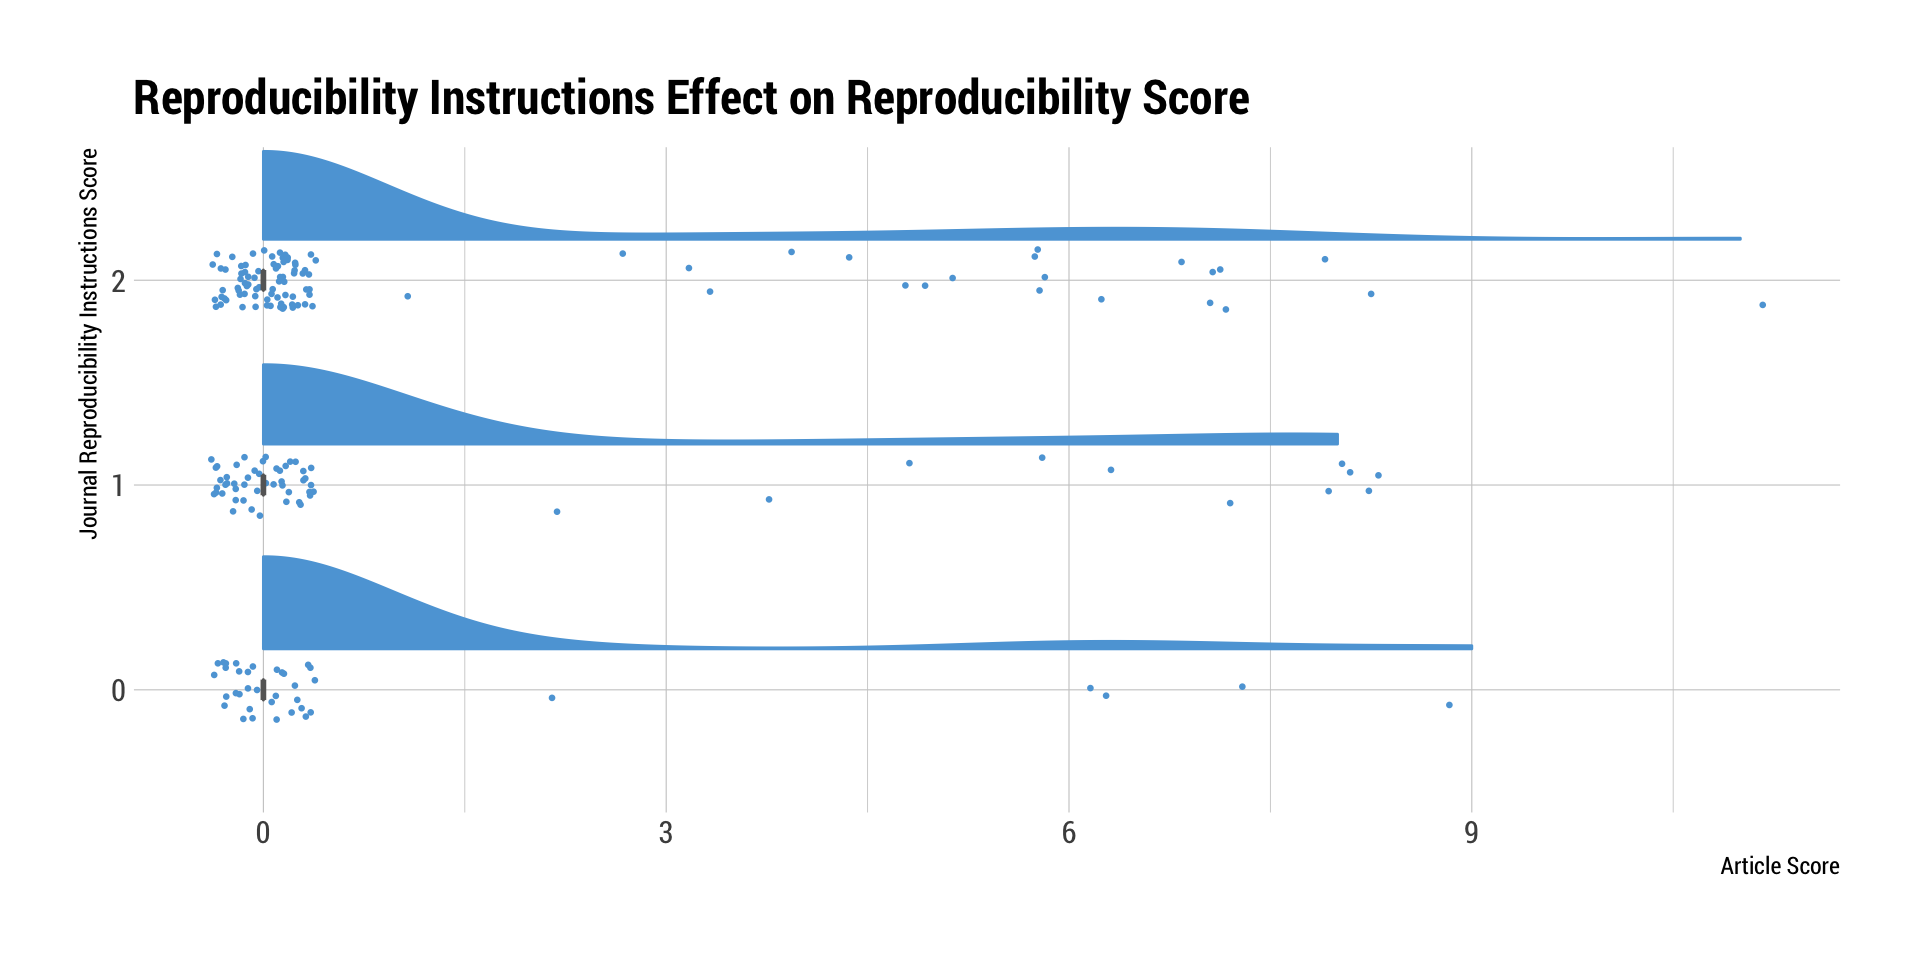 Reproducibility Instructions Effect on Reproducibility Score
Journal Reproducibility Instructions Score
2
1
0
0 3 6 9
Article Score